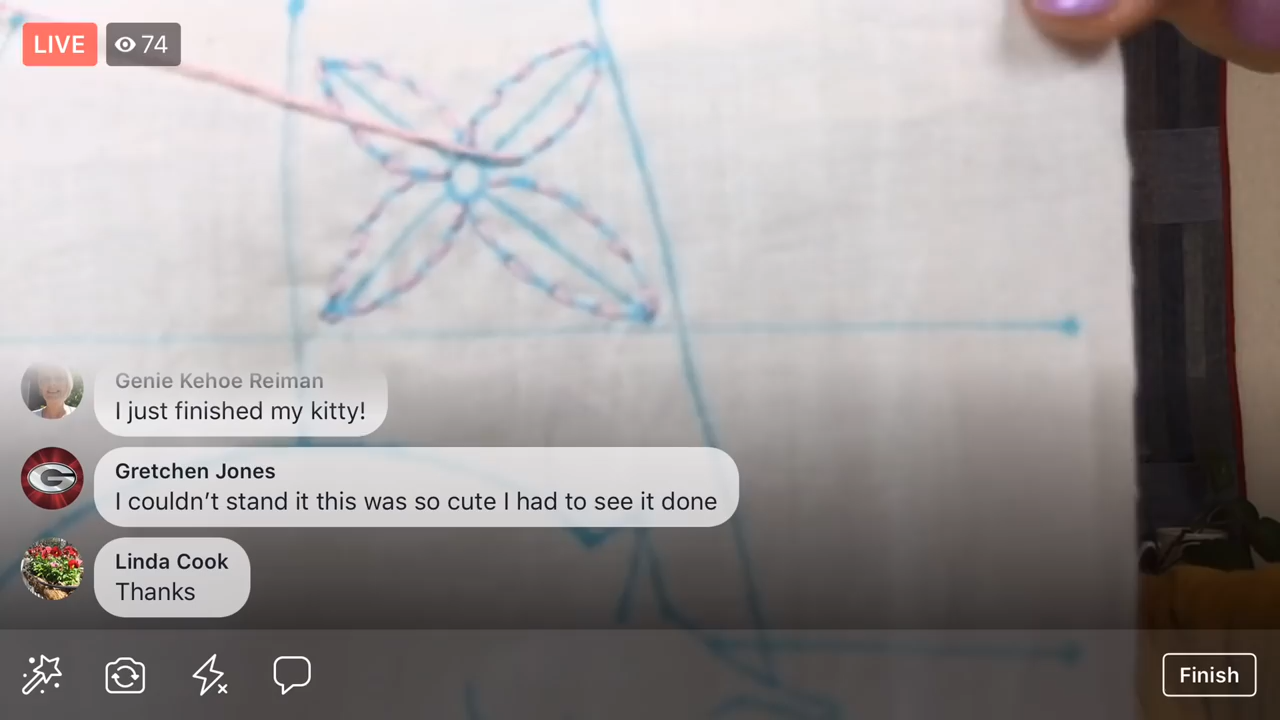 LIVE
74
Genie Kehoe Reiman
I just finished my kitty!
Gretchen Jones
G
I couldn't stand it this was so cute I had to see it done
Linda Cook
Thanks
Finish